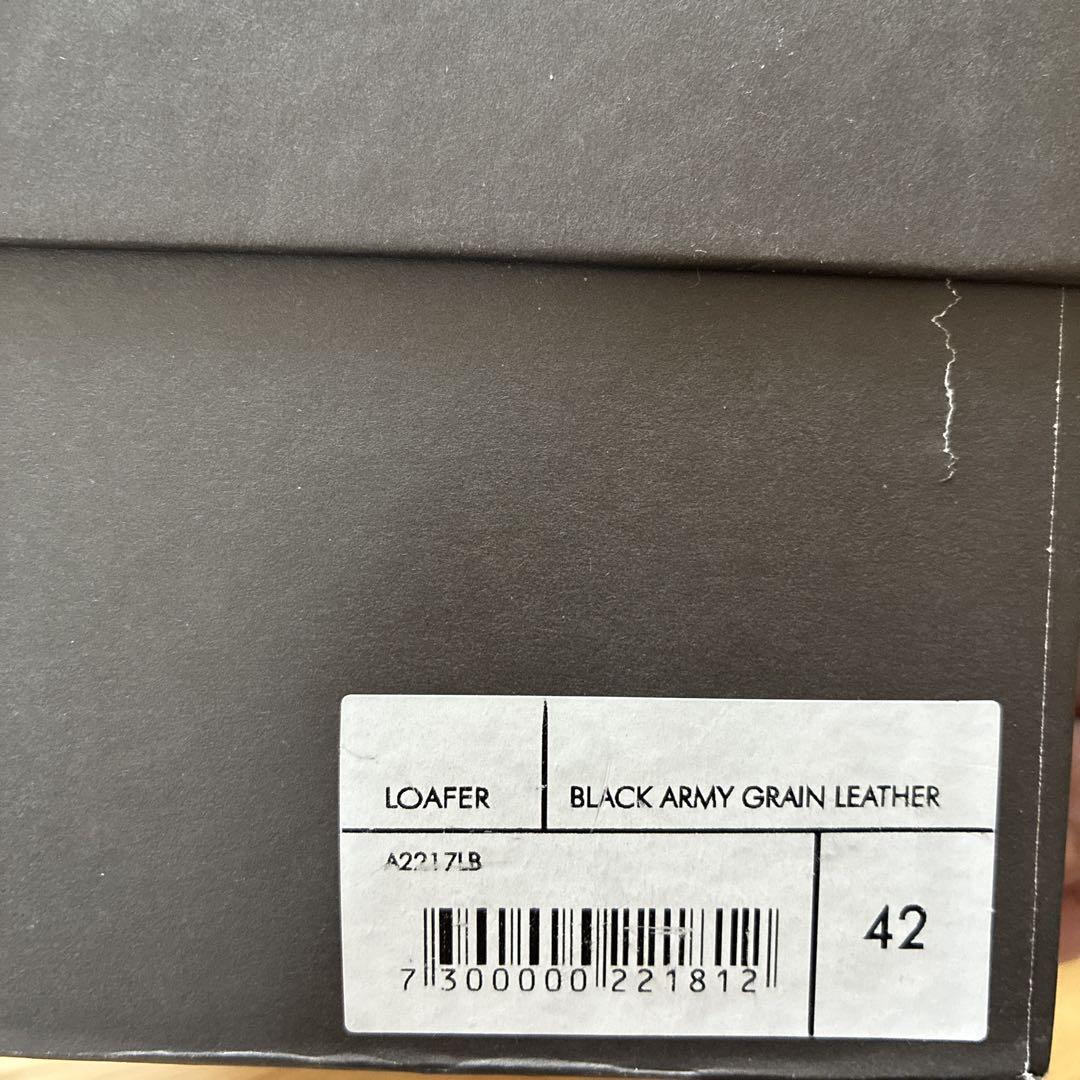 LOAFER
BLACK ARMY GRAIN LEATHER
A2217LB
42
7 300000 221812